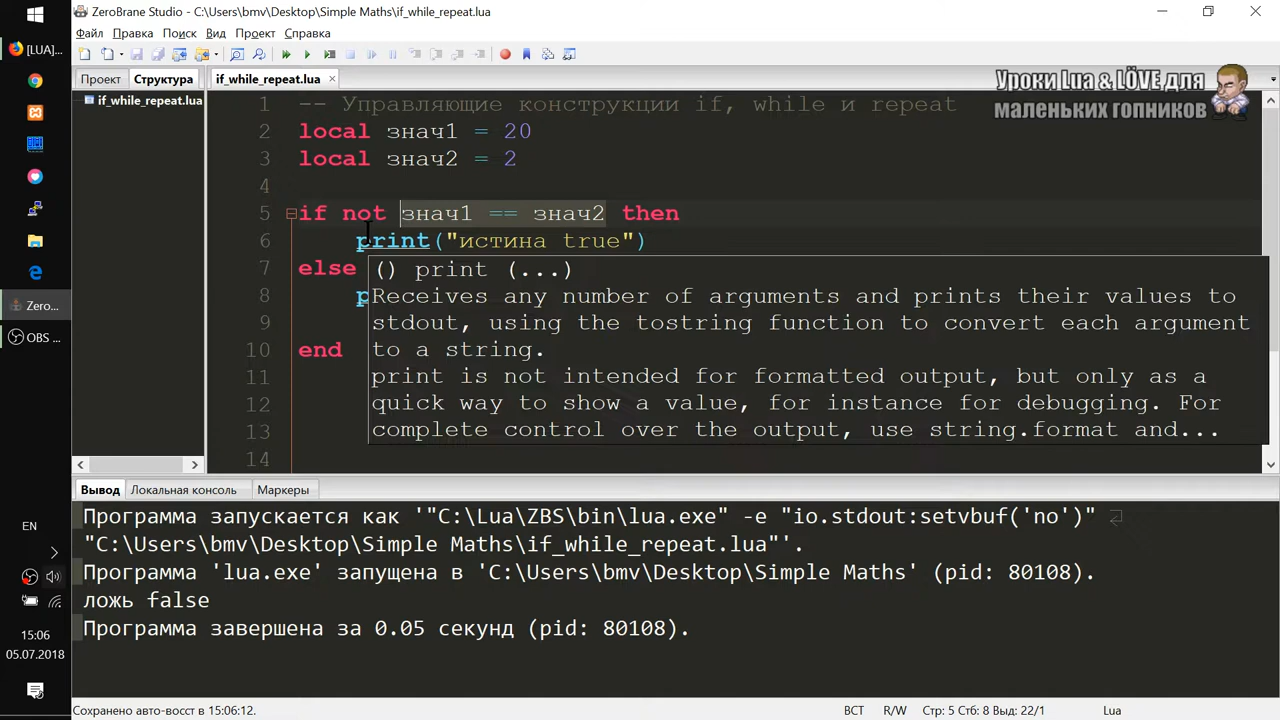 ZeroBrane Studio - C:\Users\bmv\Desktop\Simple Maths\if_while_repeat.lua
Файл Правка Поиск Вид Проект Справка
[LUA]...
Проект Структура if_while_repeat.lua
if_while_repeat.lua
Уроки Lua & LÖVE для
маленьких гопников
1 -- Управляющие конструкции if, while и repeat
2 local знач1 = 20
3 local знач2 = 2
4
5 if not знач1 == знач2 then
6 print("истина true")
7 else
8 p
9
10 end
11
12
13
14
() print (...)
Receives any number of arguments and prints their values to
stdout, using the tostring function to convert each argument
to a string.
print is not intended for formatted output, but only as a
quick way to show a value, for instance for debugging. For
complete control over the output, use string.format and...
Zero...
OBS ...
Вывод Локальная консоль Маркеры
Программа запускается как '"C:\Lua\ZBS\bin\lua.exe" -e "io.stdout:setvbuf('no')"
"C:\Users\bmv\Desktop\Simple Maths\if_while_repeat.lua"'.
Программа 'lua.exe' запущена в 'C:\Users\bmv\Desktop\Simple Maths' (pid: 80108).
ложь false
Программа завершена за 0.05 секунд (pid: 80108).
EN
15:06
05.07.2018
Сохранено авто-восст в 15:06:12. ВСТ R/W Стр: 5 Стб: 8 Выд: 22/1 Lua